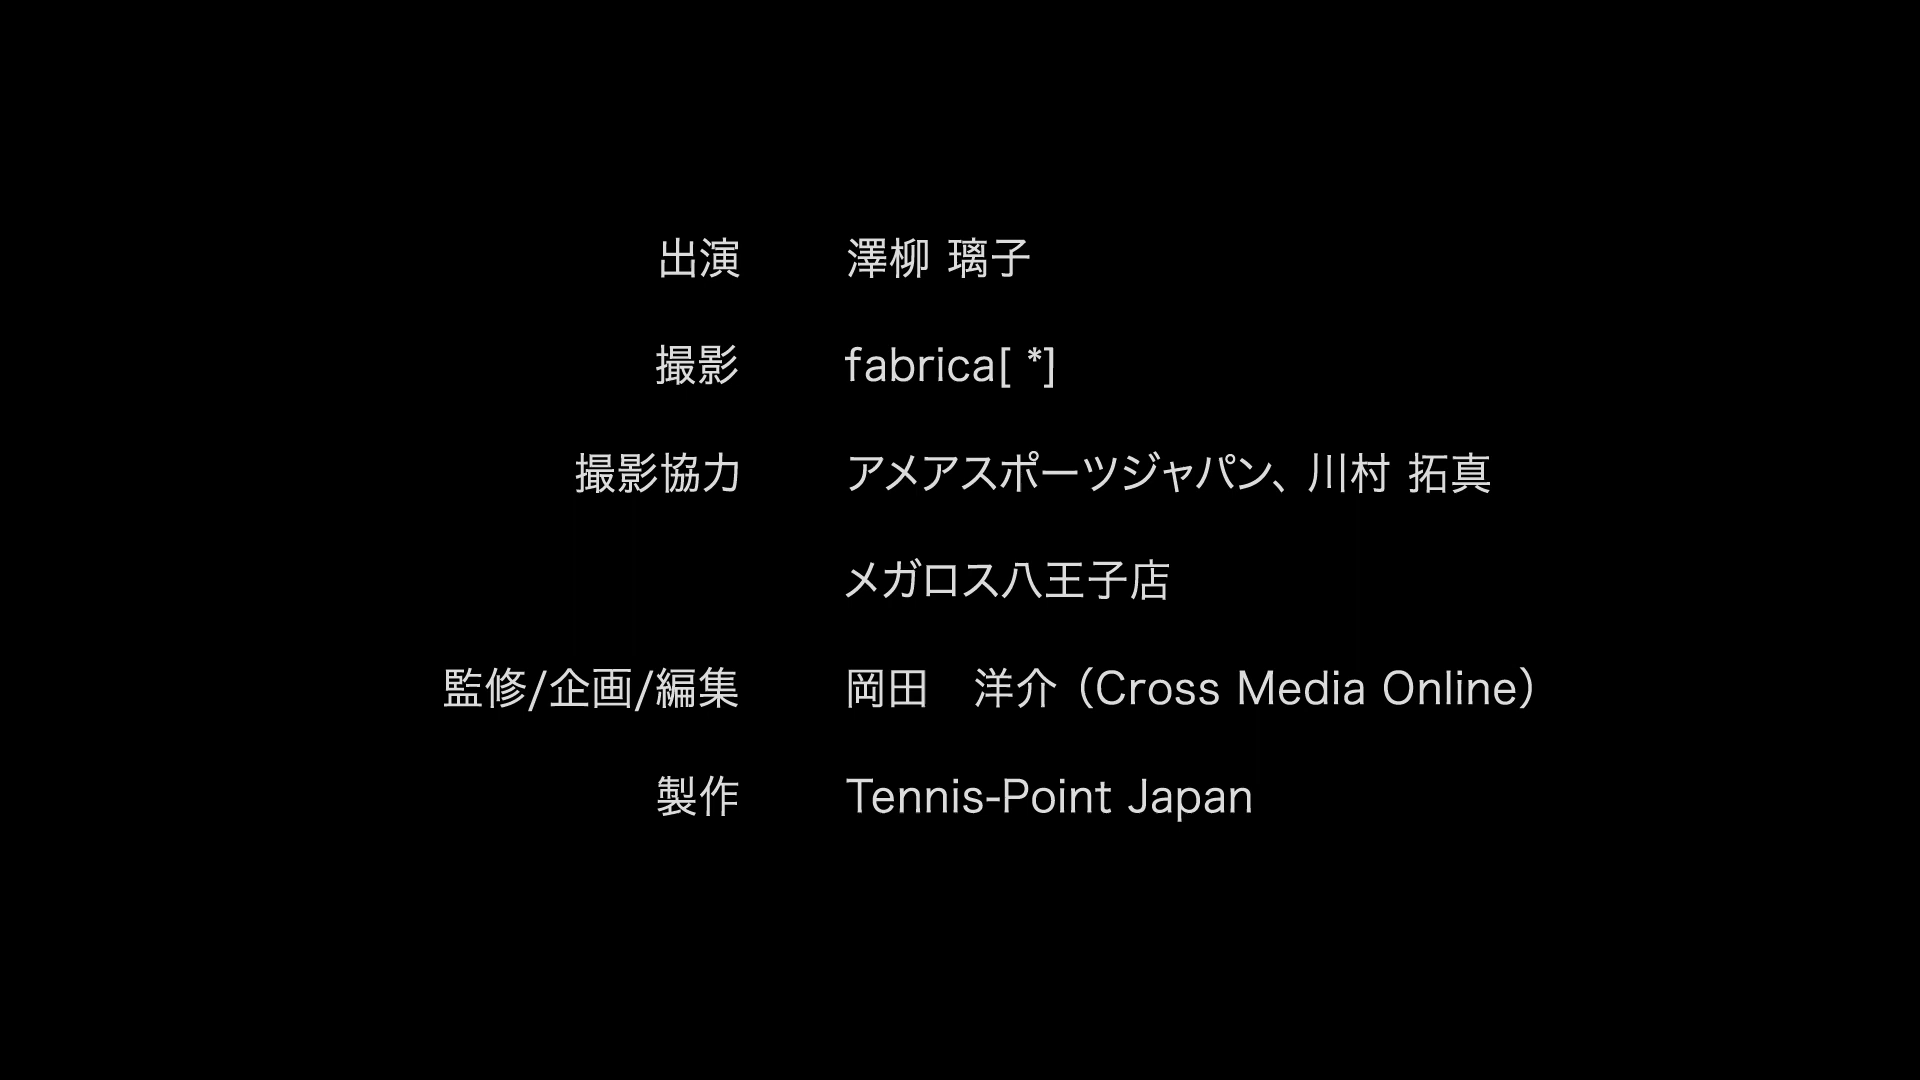 出演 澤柳 璃子
撮影 fabrica[ *]
撮影協力 アメアスポーツジャパン、川村 拓真
メガロス八王子店
監修/企画/編集 岡田　洋介（Cross Media Online）
製作 Tennis-Point Japan